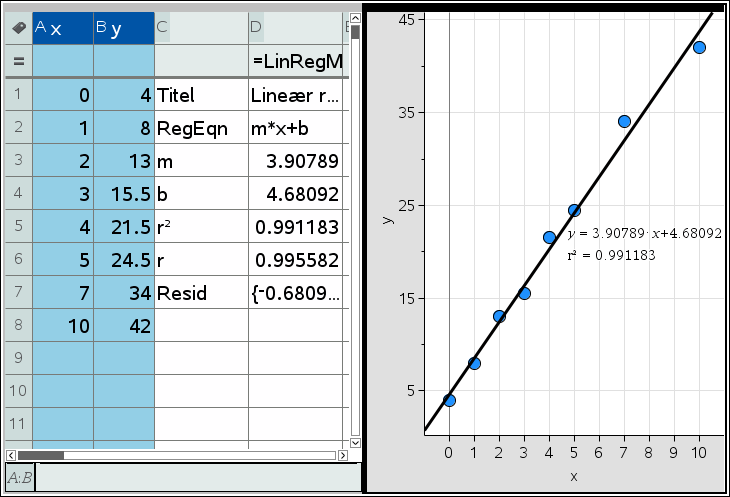 A x B y C D E
= =LinRegM
1 0 4 Titel Lineær r...
2 1 8 RegEqn m*x+b
3 2 13 m 3.90789
4 3 15.5 b 4.68092
5 4 21.5 r² 0.991183
6 5 24.5 r 0.995582
7 7 34 Resid {⁻0.6809...
8 10 42
9
10
11
A:B
45
35
25
15
5
y
y = 3.90789· x+4.68092
r² = 0.991183
0 1 2 3 4 5 6 7 8 9 10
x